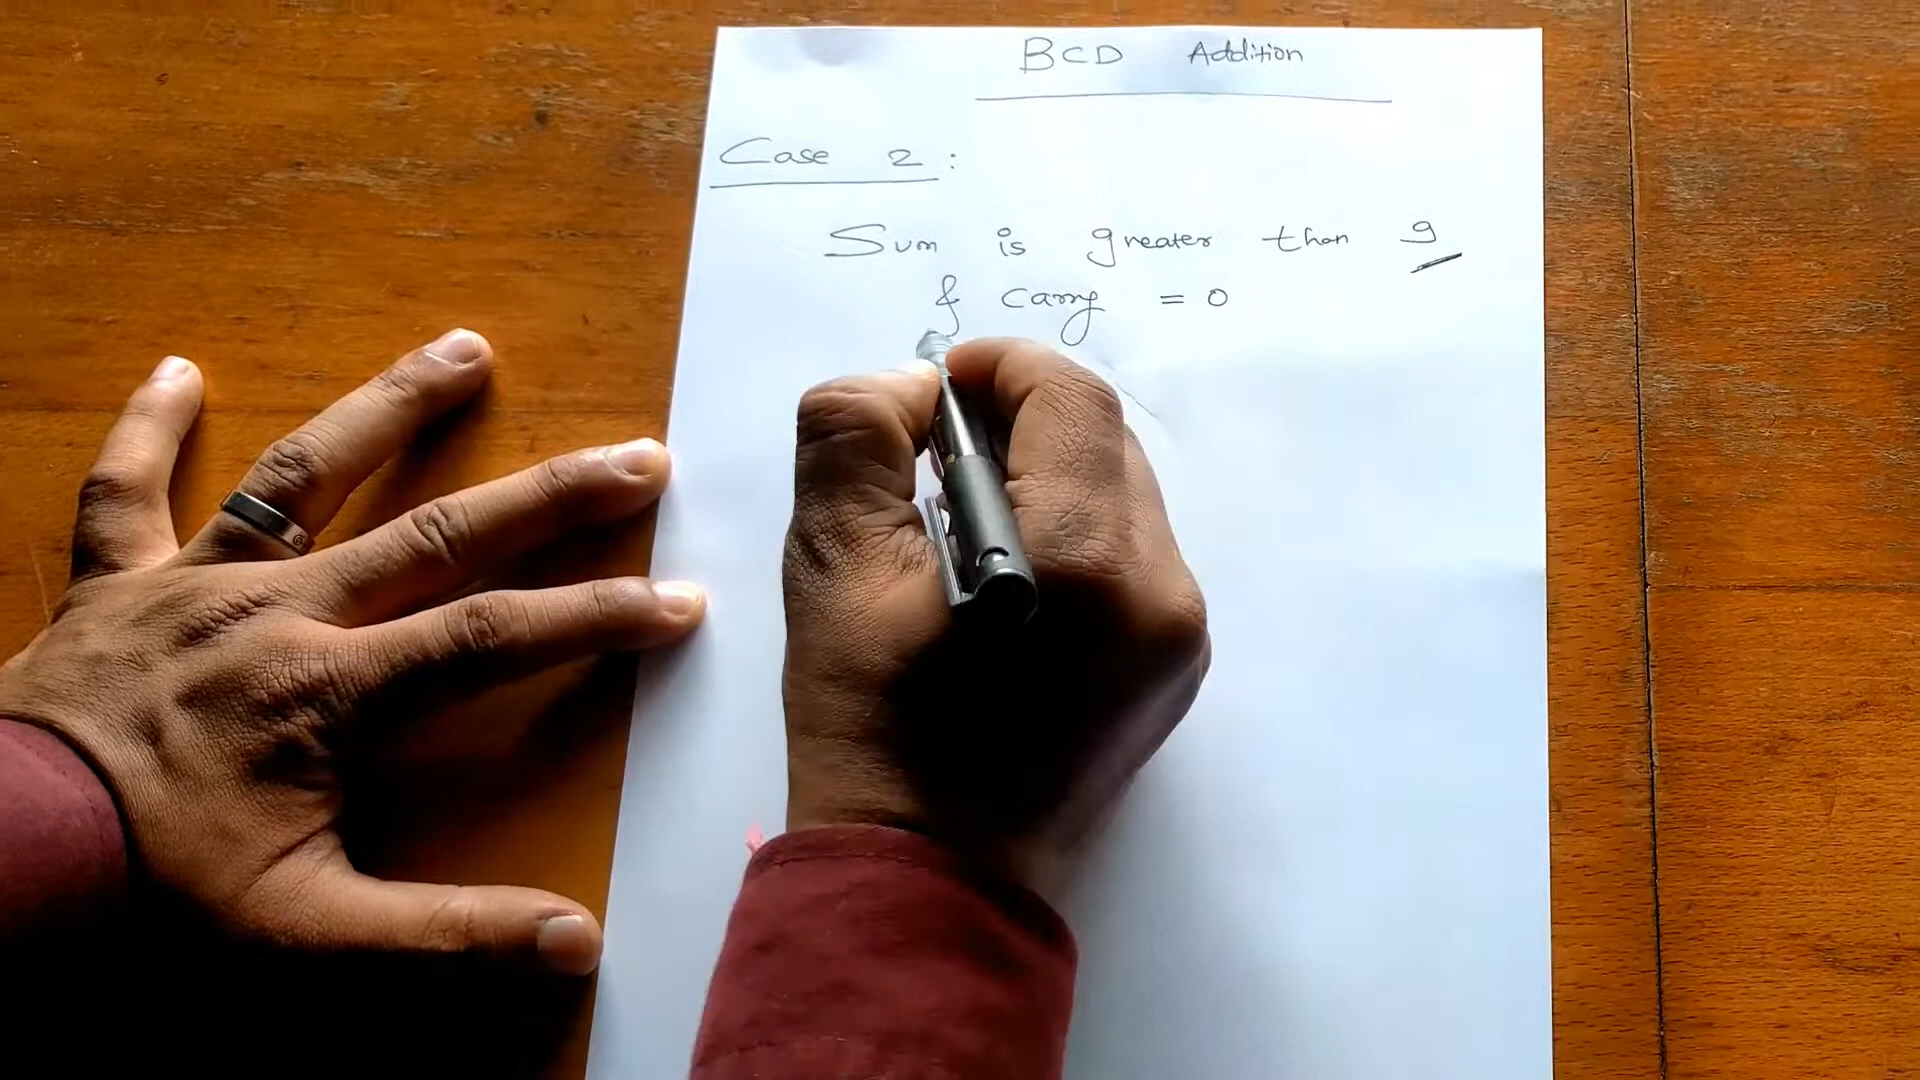 BCD Addition
Case 2:
Sum is greater than 9
& carry = 0